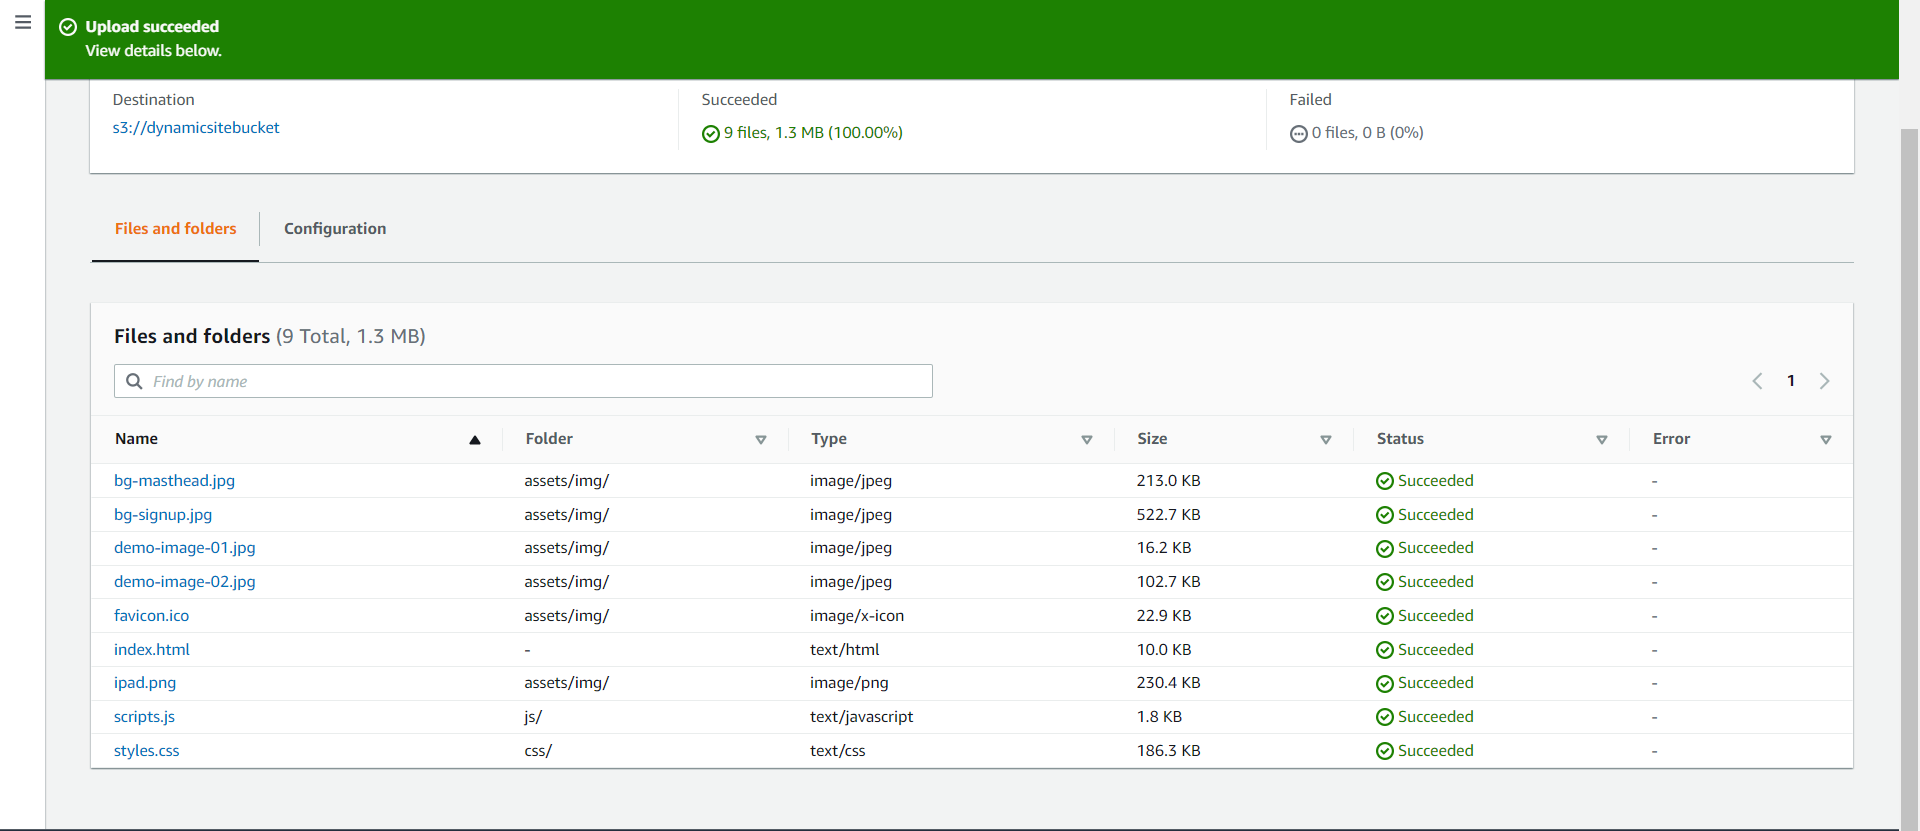 Upload succeeded
View details below.
Destination
s3://dynamicsitebucket
Succeeded
9 files, 1.3 MB (100.00%)
Failed
0 files, 0 B (0%)
Files and folders
Configuration
Files and folders (9 Total, 1.3 MB)
Find by name
1
Name Folder Type Size Status Error
bg-masthead.jpg assets/img/ image/jpeg 213.0 KB Succeeded -
bg-signup.jpg assets/img/ image/jpeg 522.7 KB Succeeded -
demo-image-01.jpg assets/img/ image/jpeg 16.2 KB Succeeded -
demo-image-02.jpg assets/img/ image/jpeg 102.7 KB Succeeded -
favicon.ico assets/img/ image/x-icon 22.9 KB Succeeded -
index.html - text/html 10.0 KB Succeeded -
ipad.png assets/img/ image/png 230.4 KB Succeeded -
scripts.js js/ text/javascript 1.8 KB Succeeded -
styles.css css/ text/css 186.3 KB Succeeded -